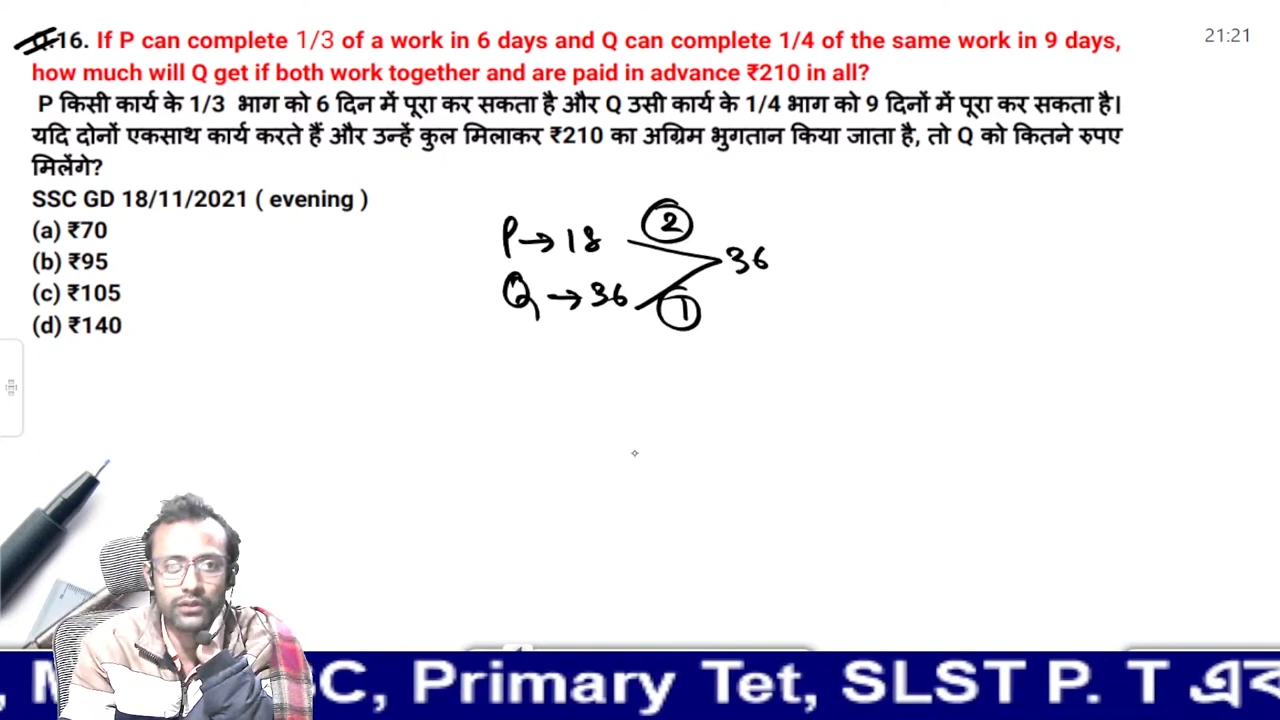 Q.16. If P can complete 1/3 of a work in 6 days and Q can complete 1/4 of the same work in 9 days,
how much will Q get if both work together and are paid in advance ₹210 in all?
P किसी कार्य के 1/3 भाग को 6 दिन में पूरा कर सकता है और Q उसी कार्य के 1/4 भाग को 9 दिनों में पूरा कर सकता है।
यदि दोनों एकसाथ कार्य करते हैं और उन्हें कुल मिलाकर ₹210 का अग्रिम भुगतान किया जाता है, तो Q को कितने रुपए
मिलेंगे?
SSC GD 18/11/2021 ( evening )
(a) ₹70
(b) ₹95
(c) ₹105
(d) ₹140
21:21
P → 18 2
36
Q → 36 1
C, Primary Tet, SLST P. T